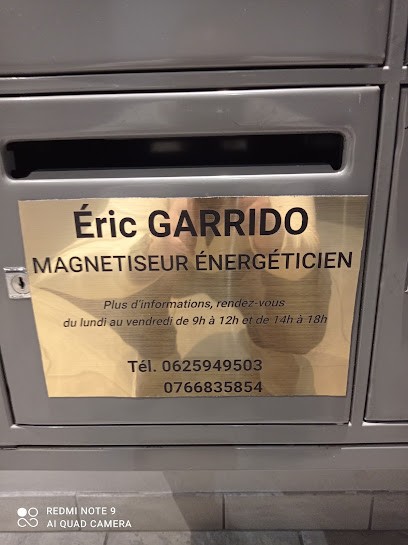 Éric GARRIDO
MAGNETISEUR ÉNERGÉTICIEN
Plus d'informations, rendez-vous
du lundi au vendredi de 9h à 12h et de 14h à 18h
Tél. 0625949503
0766835854
REDMI NOTE 9
AI QUAD CAMERA